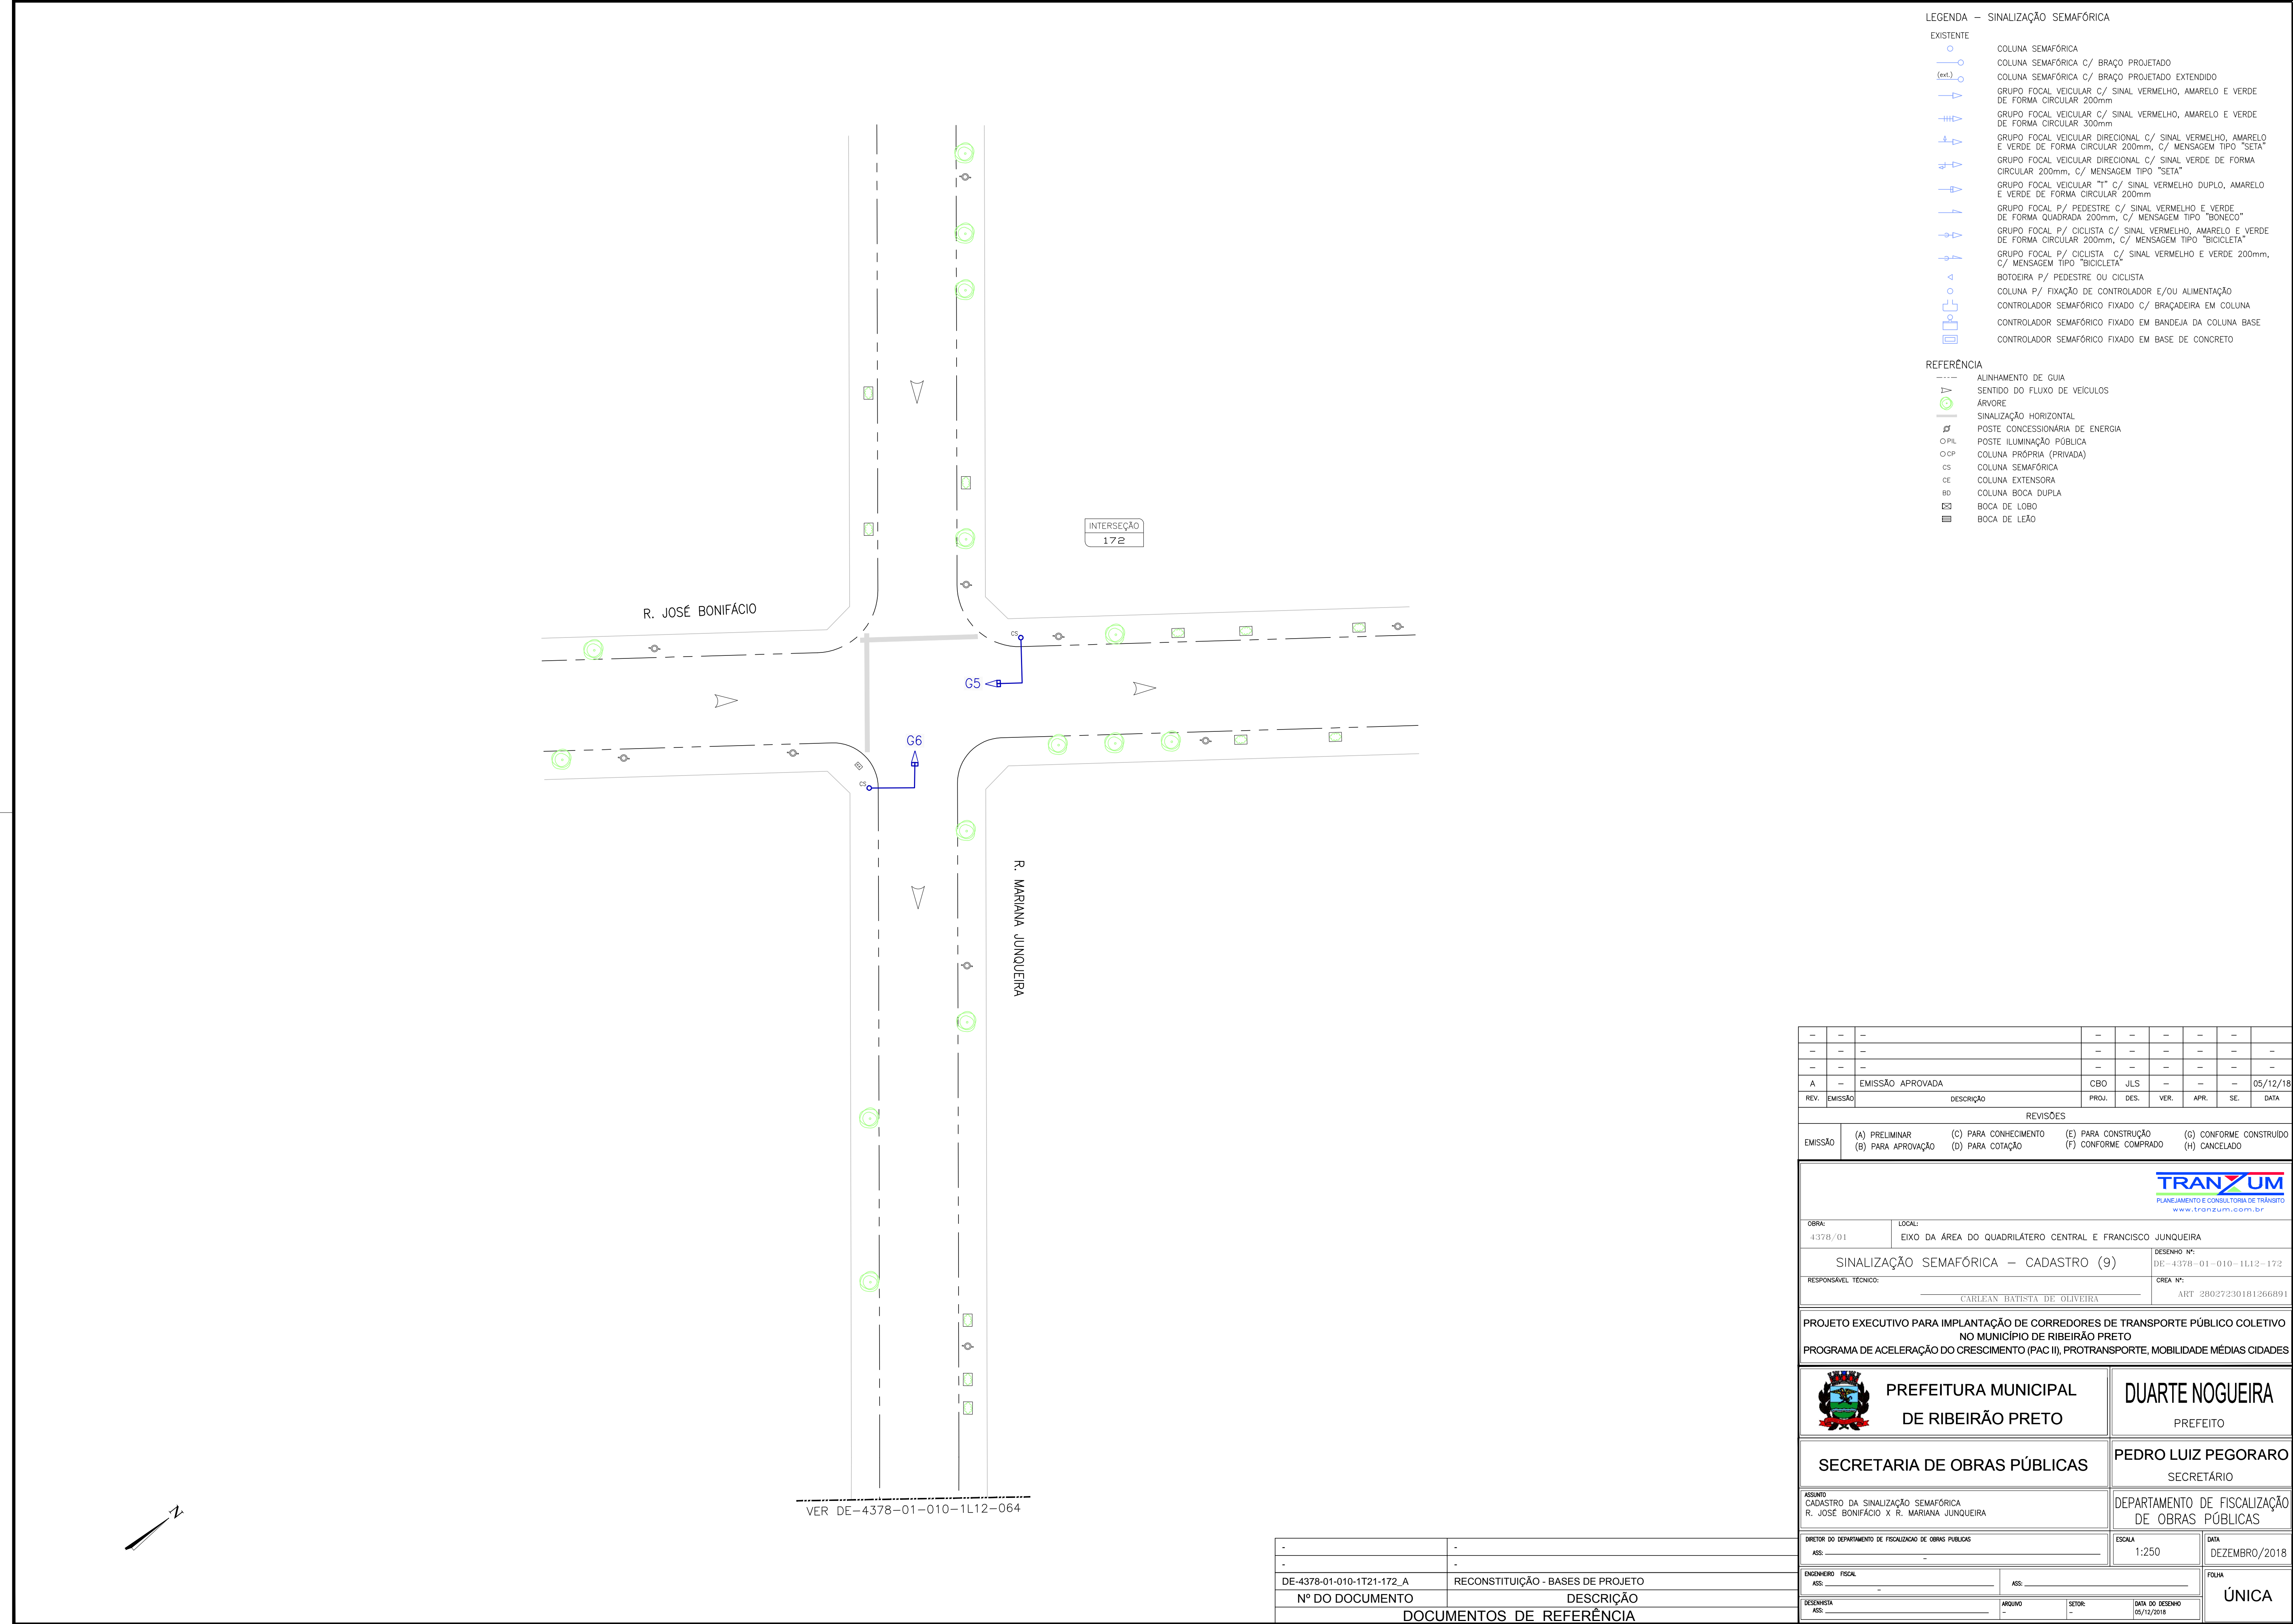 LEGENDA – SINALIZAÇÃO SEMAFÓRICA
EXISTENTE
COLUNA SEMAFÓRICA
COLUNA SEMAFÓRICA C/ BRAÇO PROJETADO
(ext.)
COLUNA SEMAFÓRICA C/ BRAÇO PROJETADO EXTENDIDO
GRUPO FOCAL VEICULAR C/ SINAL VERMELHO, AMARELO E VERDE
DE FORMA CIRCULAR 200mm
GRUPO FOCAL VEICULAR C/ SINAL VERMELHO, AMARELO E VERDE
DE FORMA CIRCULAR 300mm
GRUPO FOCAL VEICULAR DIRECIONAL C/ SINAL VERMELHO, AMARELO
E VERDE DE FORMA CIRCULAR 200mm, C/ MENSAGEM TIPO "SETA"
GRUPO FOCAL VEICULAR DIRECIONAL C/ SINAL VERDE DE FORMA
CIRCULAR 200mm, C/ MENSAGEM TIPO "SETA"
GRUPO FOCAL VEICULAR "T" C/ SINAL VERMELHO DUPLO, AMARELO
E VERDE DE FORMA CIRCULAR 200mm
GRUPO FOCAL P/ PEDESTRE C/ SINAL VERMELHO E VERDE
DE FORMA QUADRADA 200mm, C/ MENSAGEM TIPO "BONECO"
GRUPO FOCAL P/ CICLISTA C/ SINAL VERMELHO, AMARELO E VERDE
DE FORMA CIRCULAR 200mm, C/ MENSAGEM TIPO "BICICLETA"
GRUPO FOCAL P/ CICLISTA C/ SINAL VERMELHO E VERDE 200mm,
C/ MENSAGEM TIPO "BICICLETA"
BOTOEIRA P/ PEDESTRE OU CICLISTA
COLUNA P/ FIXAÇÃO DE CONTROLADOR E/OU ALIMENTAÇÃO
CONTROLADOR SEMAFÓRICO FIXADO C/ BRAÇADEIRA EM COLUNA
CONTROLADOR SEMAFÓRICO FIXADO EM BANDEJA DA COLUNA BASE
CONTROLADOR SEMAFÓRICO FIXADO EM BASE DE CONCRETO
REFERÊNCIA
ALINHAMENTO DE GUIA
SENTIDO DO FLUXO DE VEÍCULOS
ÁRVORE
SINALIZAÇÃO HORIZONTAL
POSTE CONCESSIONÁRIA DE ENERGIA
PIL POSTE ILUMINAÇÃO PÚBLICA
CP COLUNA PRÓPRIA (PRIVADA)
CS COLUNA SEMAFÓRICA
CE COLUNA EXTENSORA
BD COLUNA BOCA DUPLA
BOCA DE LOBO
BOCA DE LEÃO
INTERSEÇÃO
172
R. JOSÉ BONIFÁCIO
CS
G5
G6
CS
R. MARIANA JUNQUEIRA
VER DE–4378–01–010–1L12–064
N
– – – – – – – –
– – – – – – – – –
– – – – – – – – –
A – EMISSÃO APROVADA CBO JLS – – – 05/12/18
REV. EMISSÃO DESCRIÇÃO PROJ. DES. VER. APR. SE. DATA
REVISÕES
EMISSÃO
(A) PRELIMINAR (C) PARA CONHECIMENTO (E) PARA CONSTRUÇÃO (G) CONFORME CONSTRUÍDO
(B) PARA APROVAÇÃO (D) PARA COTAÇÃO (F) CONFORME COMPRADO (H) CANCELADO
TRANZUM
PLANEJAMENTO E CONSULTORIA DE TRÂNSITO
www.tranzum.com.br
OBRA: LOCAL:
4378/01 EIXO DA ÁREA DO QUADRILÁTERO CENTRAL E FRANCISCO JUNQUEIRA
SINALIZAÇÃO SEMAFÓRICA – CADASTRO (9)
DESENHO Nº:
DE–4378–01–010–1L12–172
RESPONSÁVEL TÉCNICO:
CARLEAN BATISTA DE OLIVEIRA
CREA Nº:
ART 28027230181266891
PROJETO EXECUTIVO PARA IMPLANTAÇÃO DE CORREDORES DE TRANSPORTE PÚBLICO COLETIVO
NO MUNICÍPIO DE RIBEIRÃO PRETO
PROGRAMA DE ACELERAÇÃO DO CRESCIMENTO (PAC II), PROTRANSPORTE, MOBILIDADE MÉDIAS CIDADES
PREFEITURA MUNICIPAL
DE RIBEIRÃO PRETO
DUARTE NOGUEIRA
PREFEITO
SECRETARIA DE OBRAS PÚBLICAS
PEDRO LUIZ PEGORARO
SECRETÁRIO
ASSUNTO
CADASTRO DA SINALIZAÇÃO SEMAFÓRICA
R. JOSÉ BONIFÁCIO X R. MARIANA JUNQUEIRA
DEPARTAMENTO DE FISCALIZAÇÃO
DE OBRAS PÚBLICAS
DIRETOR DO DEPARTAMENTO DE FISCALIZACAO DE OBRAS PUBLICAS
ASS:
–
ESCALA
1:250
DATA
DEZEMBRO/2018
ENGENHEIRO FISCAL
ASS:
–
ASS:
FOLHA
ÚNICA
DESENHISTA
ASS:
ARQUIVO
–
SETOR:
–
DATA DO DESENHO
05/12/2018
- -
- -
DE-4378-01-010-1T21-172_A RECONSTITUIÇÃO - BASES DE PROJETO
Nº DO DOCUMENTO DESCRIÇÃO
DOCUMENTOS DE REFERÊNCIA